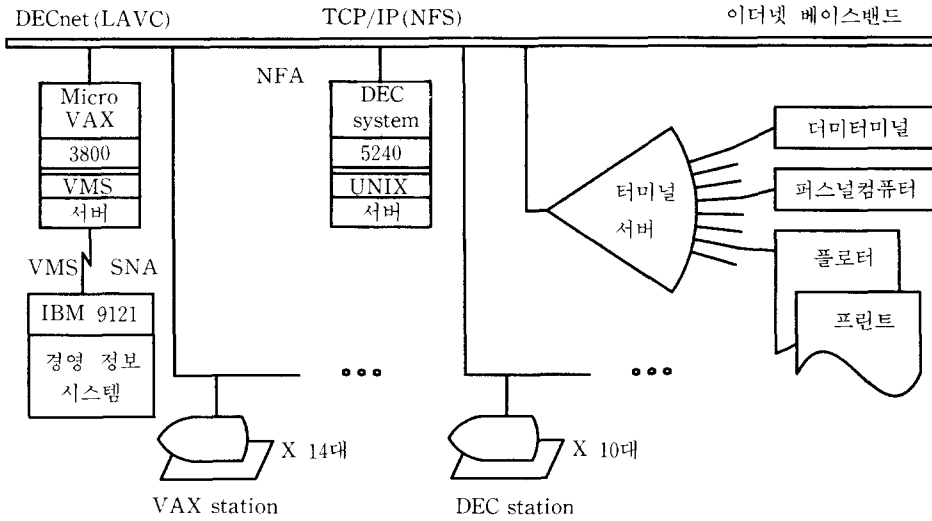 DECnet (LAVC) TCP/IP (NFS) 이더넷 베이스밴드
NFA
Micro
VAX
3800
VMS
서버
DEC
system
5240
UNIX
서버
터미널
서버
더미터미널
퍼스널컴퓨터
플로터
프린트
VMS SNA
IBM 9121
경영 정보
시스템
X 14대
X 10대
VAX station
DEC station